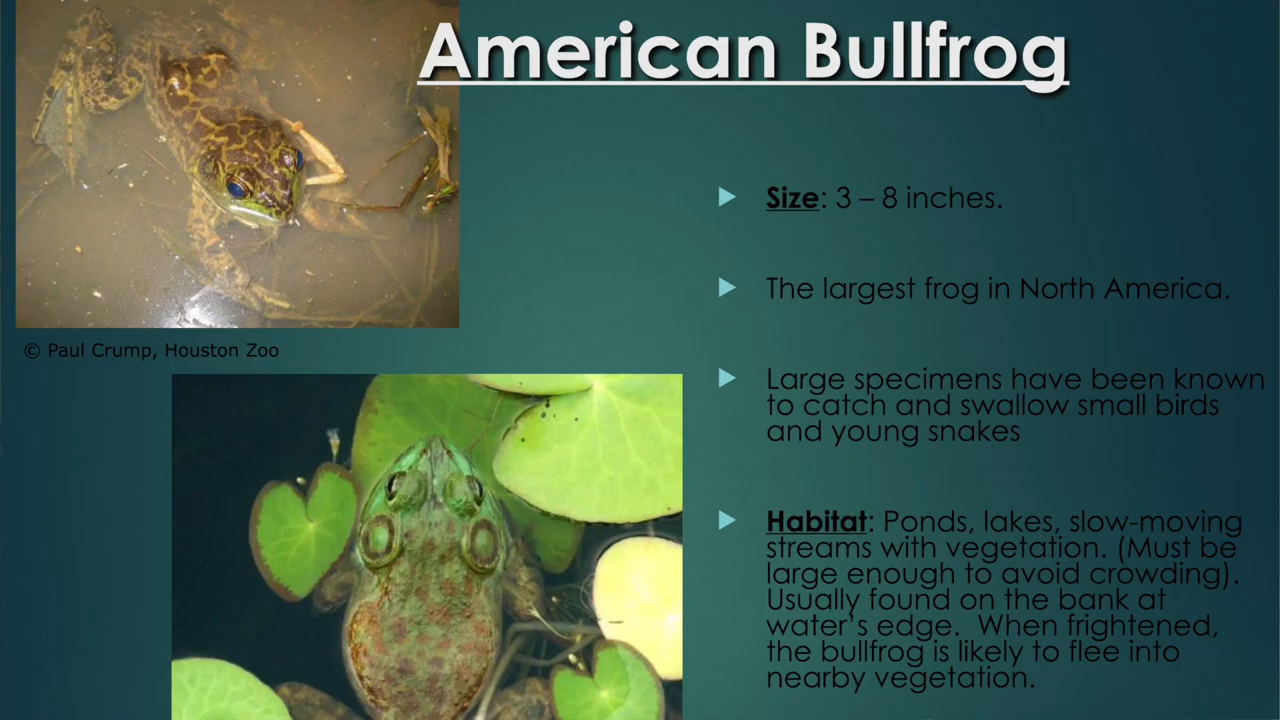 American Bullfrog
© Paul Crump, Houston Zoo
Size: 3 – 8 inches.
The largest frog in North America.
Large specimens have been known
to catch and swallow small birds
and young snakes
Habitat: Ponds, lakes, slow-moving
streams with vegetation. (Must be
large enough to avoid crowding).
Usually found on the bank at
water's edge.  When frightened,
the bullfrog is likely to flee into
nearby vegetation.